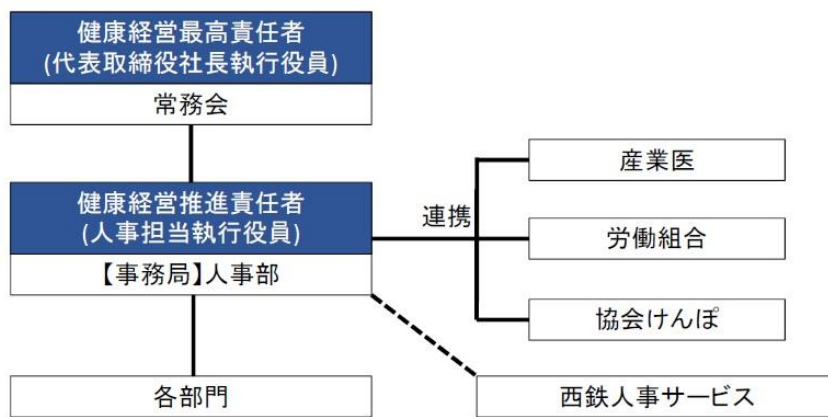 健康経営最高責任者
(代表取締役社長執行役員)
常務会
健康経営推進責任者
(人事担当執行役員)
【事務局】人事部
連携
産業医
労働組合
協会けんぽ
各部門
西鉄人事サービス